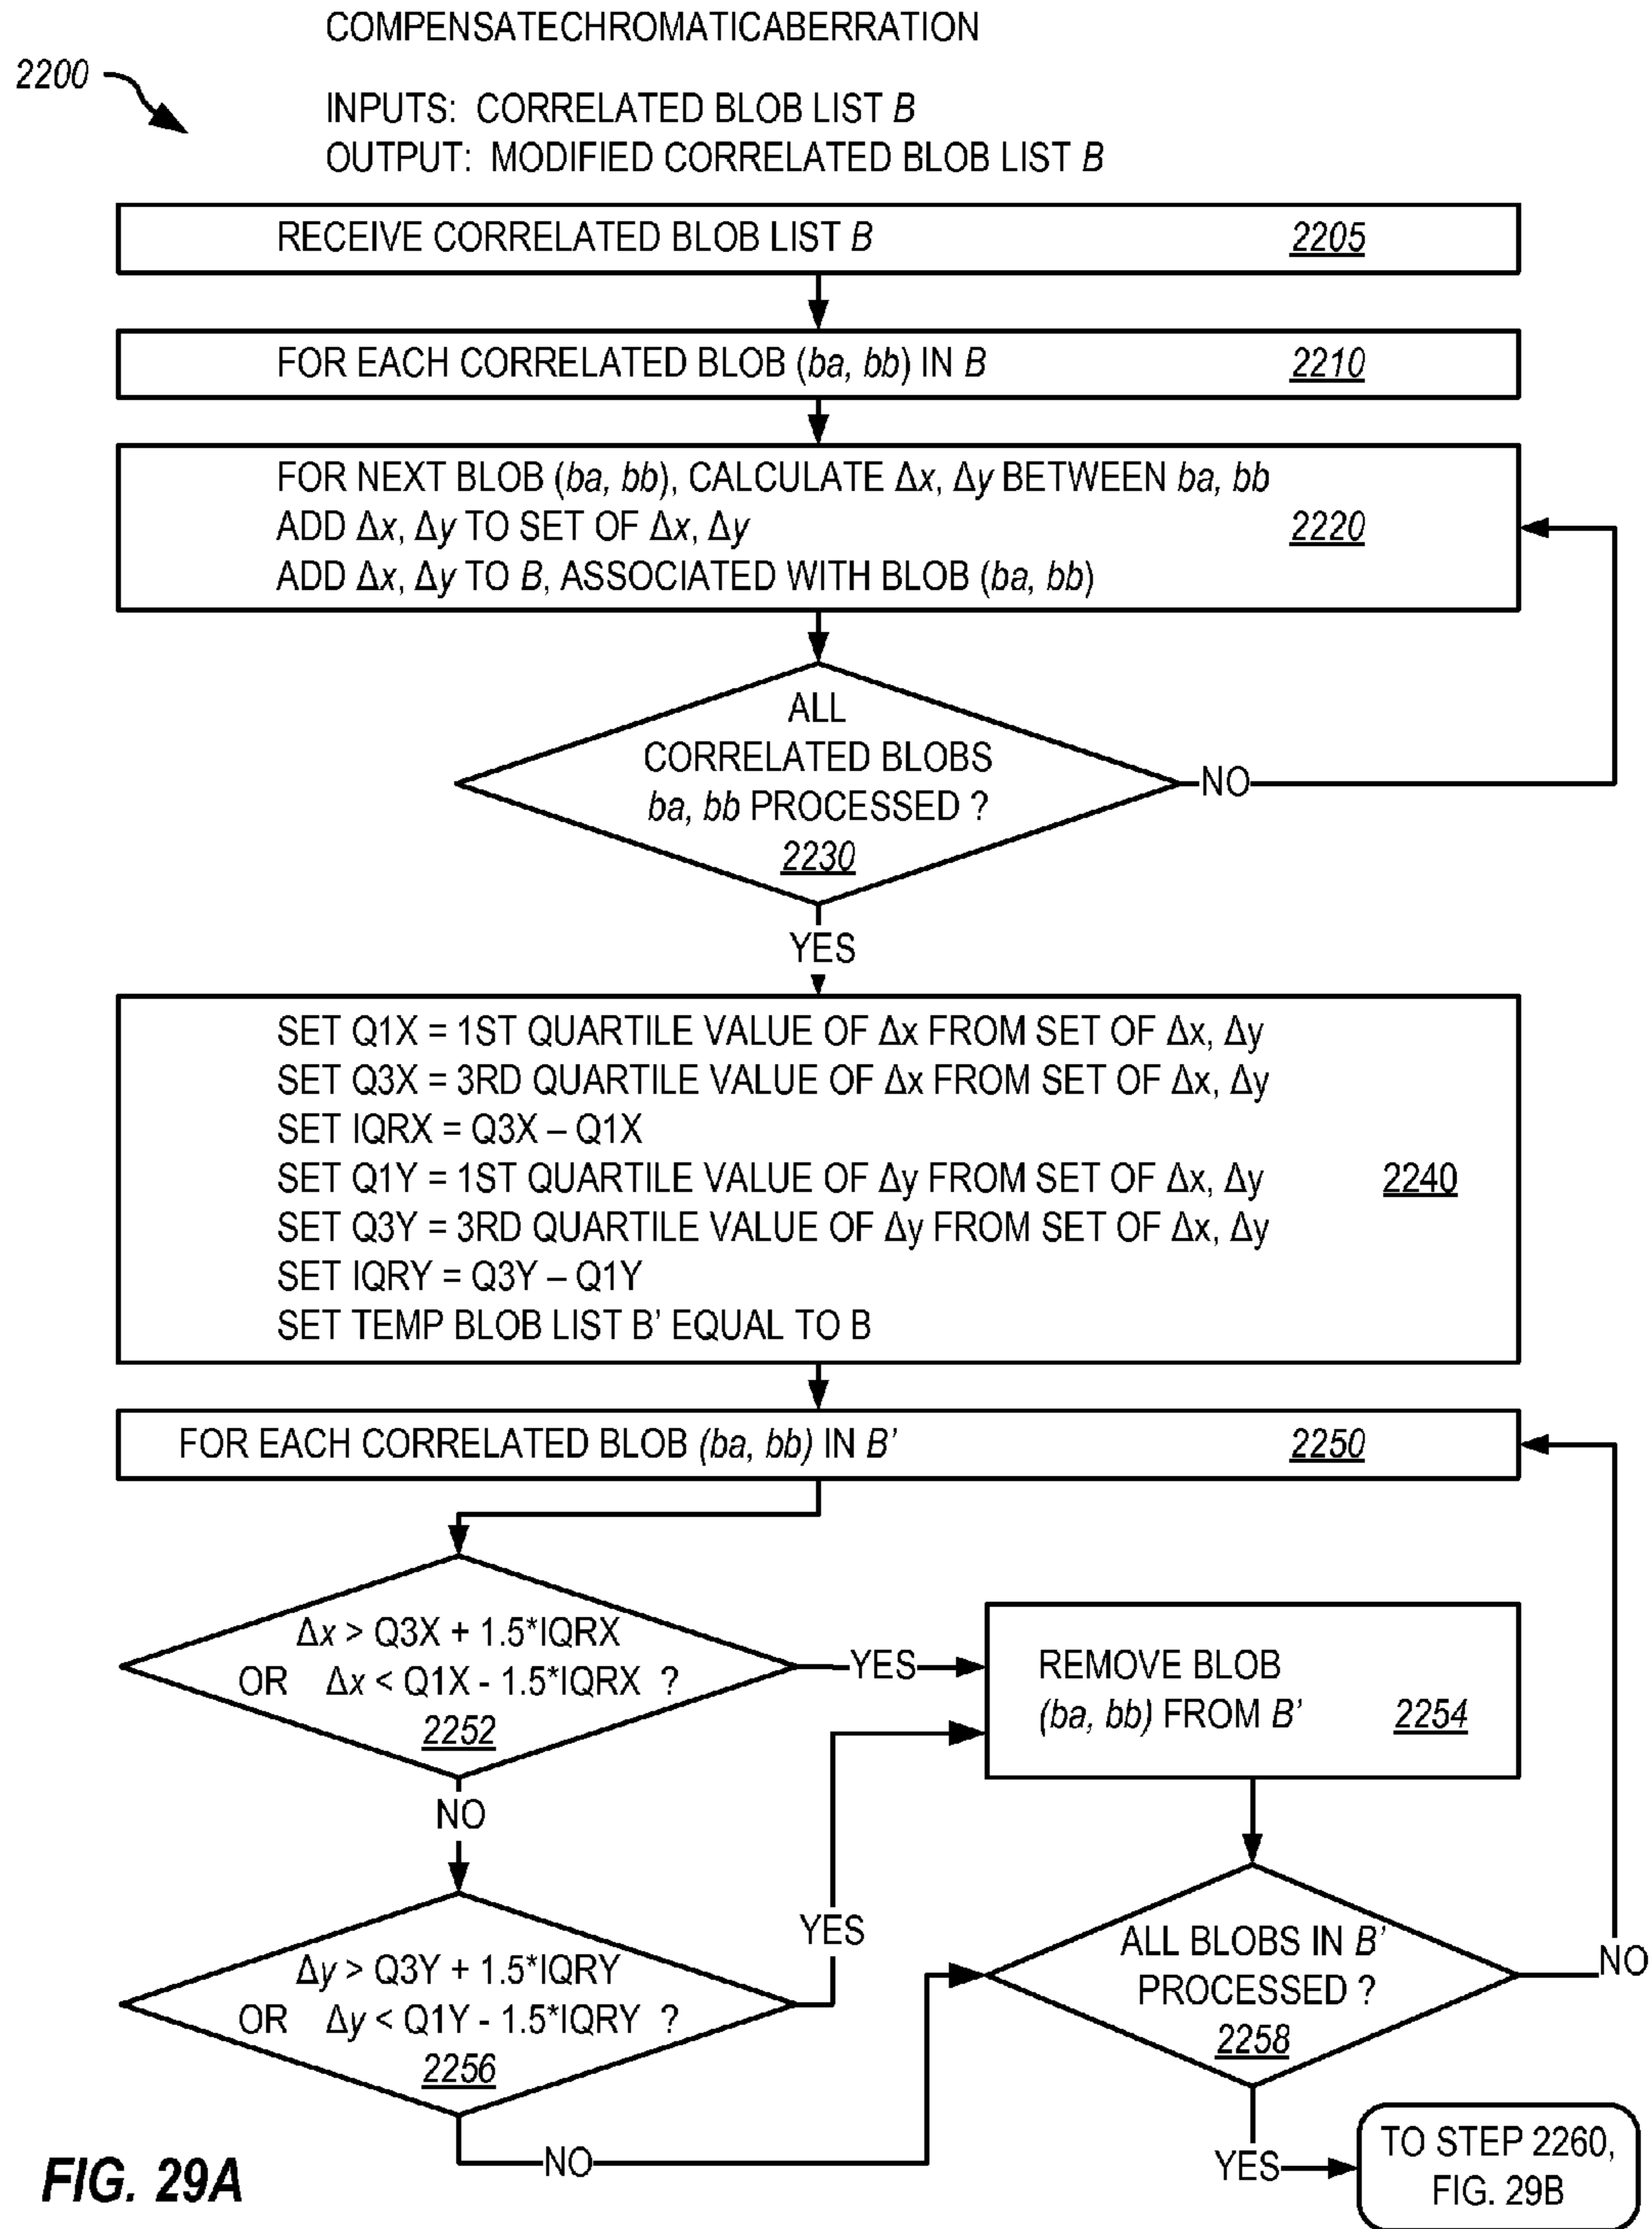 COMPENSATECHROMATICABERRATION
2200
INPUTS: CORRELATED BLOB LIST B
OUTPUT: MODIFIED CORRELATED BLOB LIST B
RECEIVE CORRELATED BLOB LIST B 2205
FOR EACH CORRELATED BLOB (ba, bb) IN B 2210
FOR NEXT BLOB (ba, bb), CALCULATE Δx, Δy BETWEEN ba, bb
ADD Δx, Δy TO SET OF Δx, Δy 2220
ADD Δx, Δy TO B, ASSOCIATED WITH BLOB (ba, bb)
ALL
CORRELATED BLOBS
ba, bb PROCESSED ?
2230
NO
YES
SET Q1X = 1ST QUARTILE VALUE OF Δx FROM SET OF Δx, Δy
SET Q3X = 3RD QUARTILE VALUE OF Δx FROM SET OF Δx, Δy
SET IQRX = Q3X – Q1X
SET Q1Y = 1ST QUARTILE VALUE OF Δy FROM SET OF Δx, Δy 2240
SET Q3Y = 3RD QUARTILE VALUE OF Δy FROM SET OF Δx, Δy
SET IQRY = Q3Y – Q1Y
SET TEMP BLOB LIST B’ EQUAL TO B
FOR EACH CORRELATED BLOB (ba, bb) IN B’ 2250
Δx > Q3X + 1.5*IQRX
OR Δx < Q1X - 1.5*IQRX ?
2252
YES
REMOVE BLOB
(ba, bb) FROM B’ 2254
NO
Δy > Q3Y + 1.5*IQRY
OR Δy < Q1Y - 1.5*IQRY ?
2256
YES
NO
ALL BLOBS IN B’
PROCESSED ?
2258
NO
YES
TO STEP 2260,
FIG. 29B
FIG. 29A